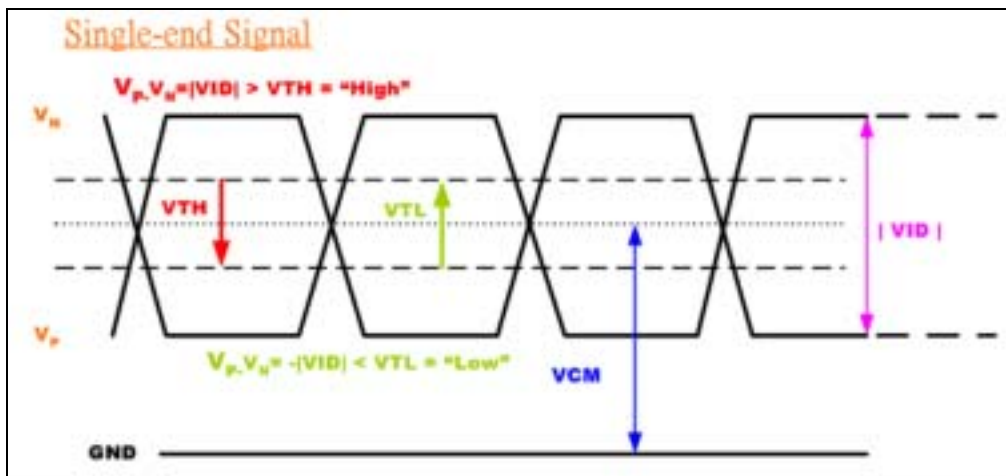 Single-end Signal
VP-VN=|VID| > VTH = “High”
VN
VTH
VTL
| VID |
VP
VP-VN= -|VID| < VTL = “Low”
VCM
GND